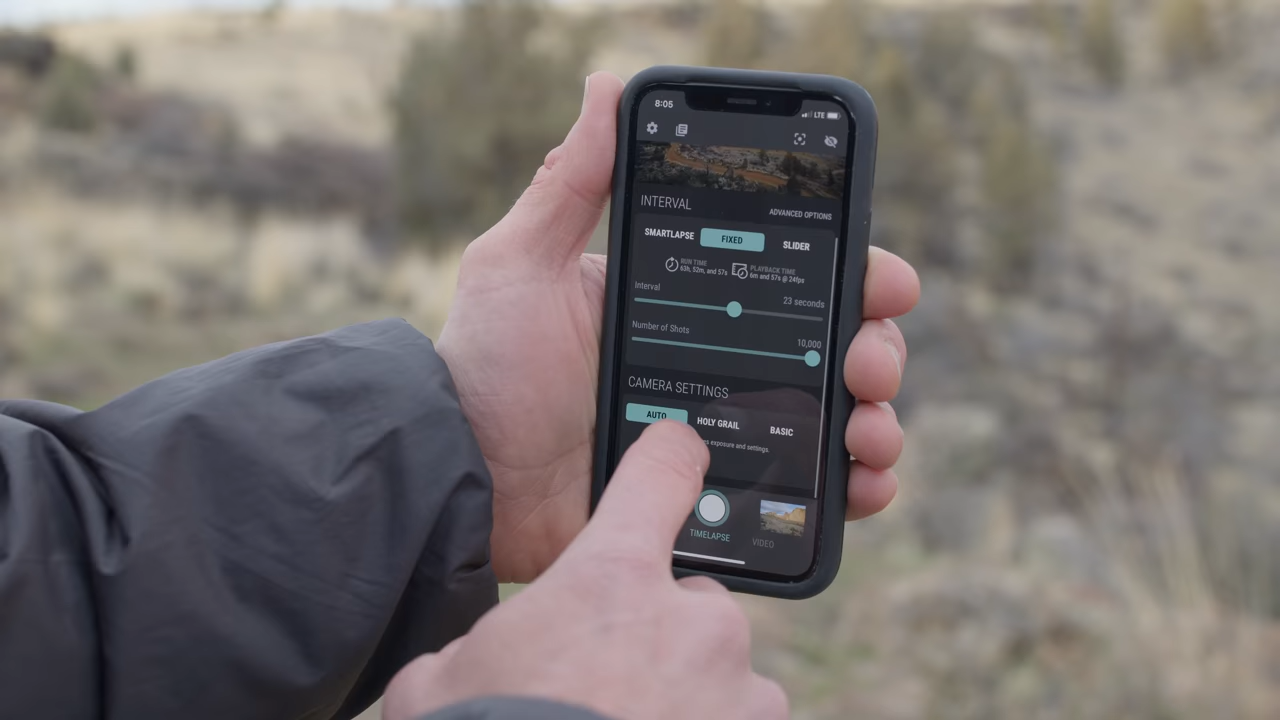 8:05
LTE
INTERVAL
ADVANCED OPTIONS
SMARTLAPSE FIXED SLIDER
RUN TIME
63h, 52m, and 57s
PLAYBACK TIME
6m and 57s @ 24fps
Interval 23 seconds
Number of Shots 10,000
CAMERA SETTINGS
AUTO HOLY GRAIL BASIC
exposure and settings.
TIMELAPSE VIDEO